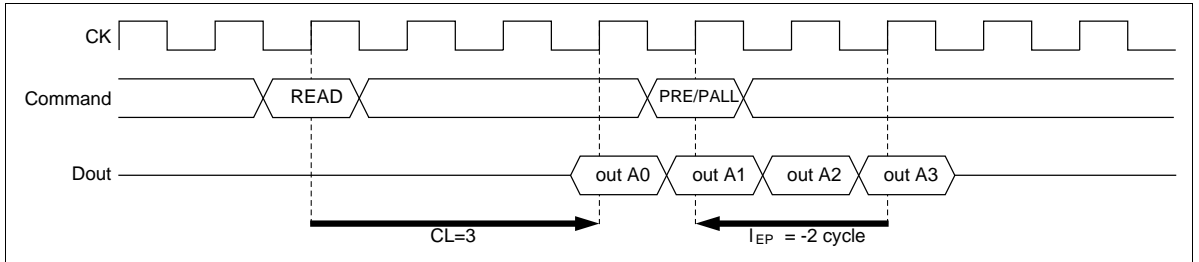 CK
Command READ PRE/PALL
Dout out A0 out A1 out A2 out A3
CL=3 lEP = -2 cycle